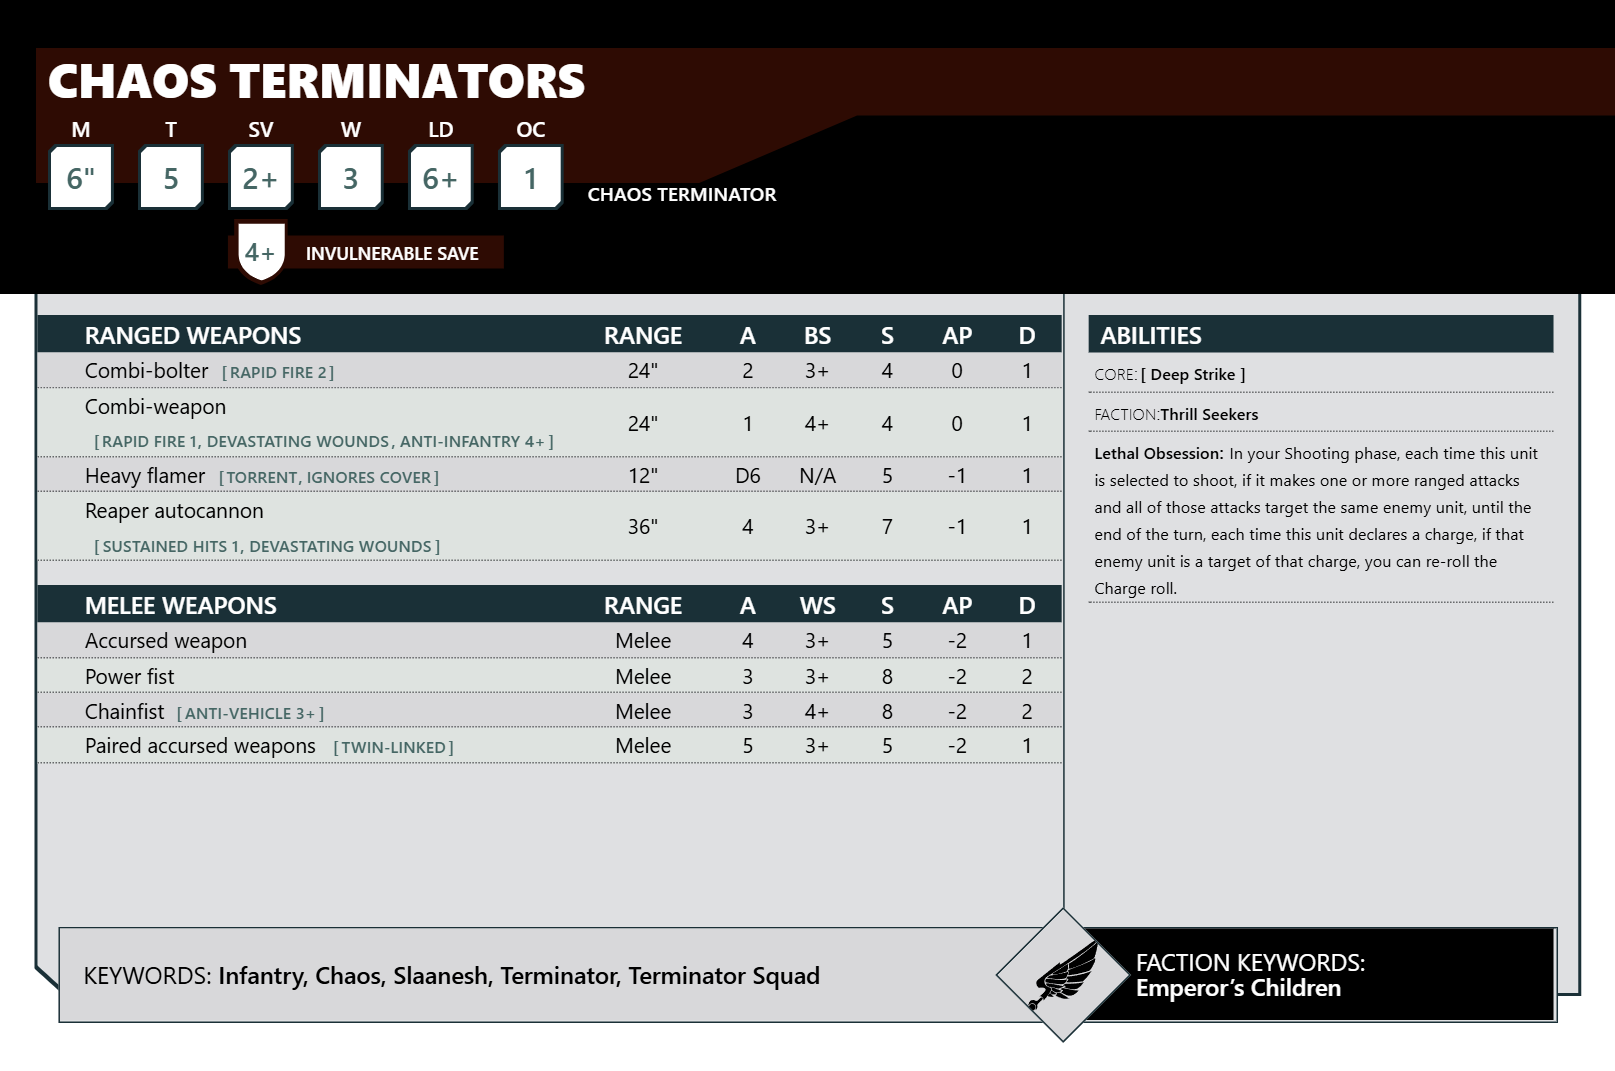 CHAOS TERMINATORS
M T SV W LD OC
6" 5 2+ 3 6+ 1
CHAOS TERMINATOR
4+ INVULNERABLE SAVE
RANGED WEAPONS RANGE A BS S AP D
Combi-bolter [RAPID FIRE 2] 24" 2 3+ 4 0 1
Combi-weapon
[RAPID FIRE 1, DEVASTATING WOUNDS, ANTI-INFANTRY 4+] 24" 1 4+ 4 0 1
Heavy flamer [TORRENT, IGNORES COVER] 12" D6 N/A 5 -1 1
Reaper autocannon
[SUSTAINED HITS 1, DEVASTATING WOUNDS] 36" 4 3+ 7 -1 1
MELEE WEAPONS RANGE A WS S AP D
Accursed weapon Melee 4 3+ 5 -2 1
Power fist Melee 3 3+ 8 -2 2
Chainfist [ANTI-VEHICLE 3+] Melee 3 4+ 8 -2 2
Paired accursed weapons [TWIN-LINKED] Melee 5 3+ 5 -2 1
ABILITIES
CORE: [ Deep Strike ]
FACTION:Thrill Seekers
Lethal Obsession: In your Shooting phase, each time this unit
is selected to shoot, if it makes one or more ranged attacks
and all of those attacks target the same enemy unit, until the
end of the turn, each time this unit declares a charge, if that
enemy unit is a target of that charge, you can re-roll the
Charge roll.
KEYWORDS: Infantry, Chaos, Slaanesh, Terminator, Terminator Squad
FACTION KEYWORDS:
Emperor’s Children